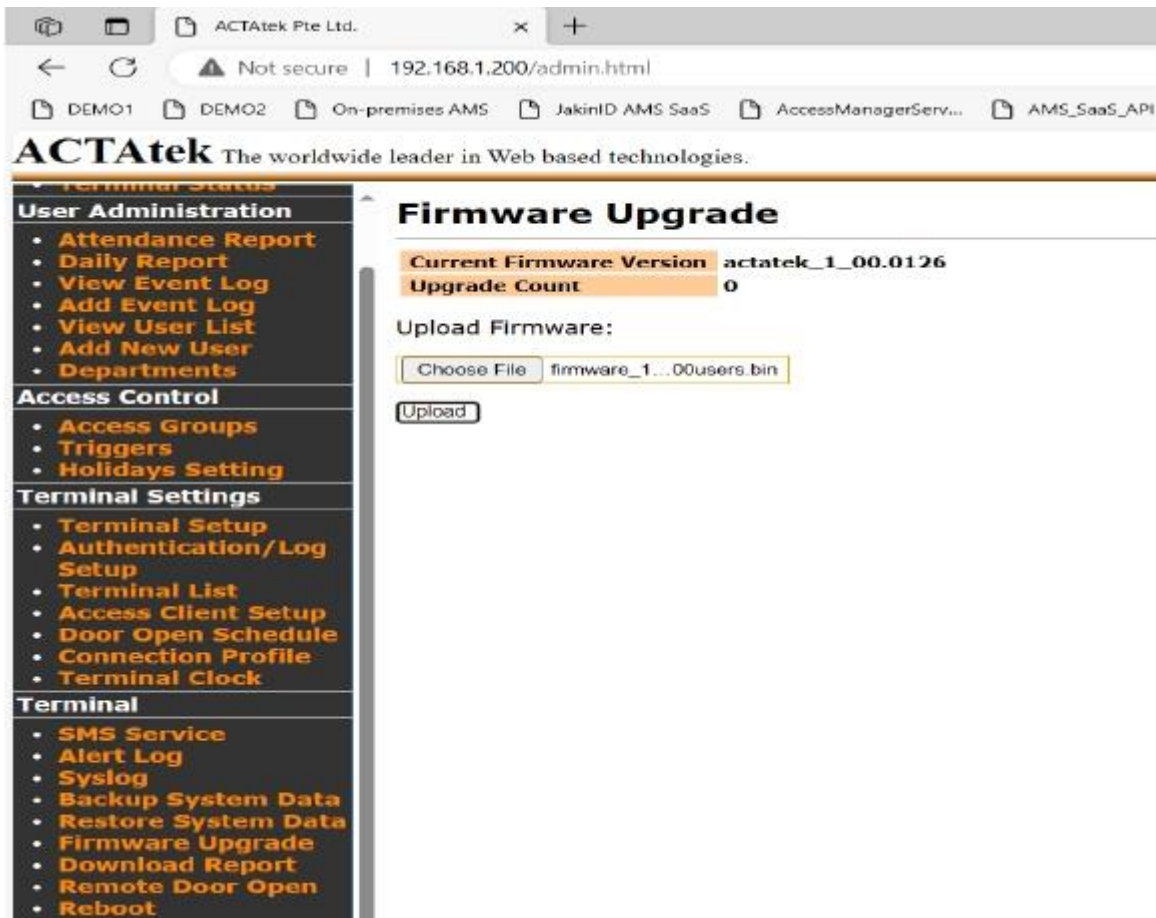 ACTAtek Pte Ltd.
Not secure | 192.168.1.200/admin.html
DEMO1 DEMO2 On-premises AMS JakinID AMS SaaS AccessManagerServ... AMS_SaaS_API
ACTAtek The worldwide leader in Web based technologies.
Terminal Status
User Administration
Attendance Report
Daily Report
View Event Log
Add Event Log
View User List
Add New User
Departments
Access Control
Access Groups
Triggers
Holidays Setting
Terminal Settings
Terminal Setup
Authentication/Log
Setup
Terminal List
Access Client Setup
Door Open Schedule
Connection Profile
Terminal Clock
Terminal
SMS Service
Alert Log
Syslog
Backup System Data
Restore System Data
Firmware Upgrade
Download Report
Remote Door Open
Reboot
Firmware Upgrade
Current Firmware Version actatek_1_00.0126
Upgrade Count 0
Upload Firmware:
Choose File firmware_1...00users.bin
Upload